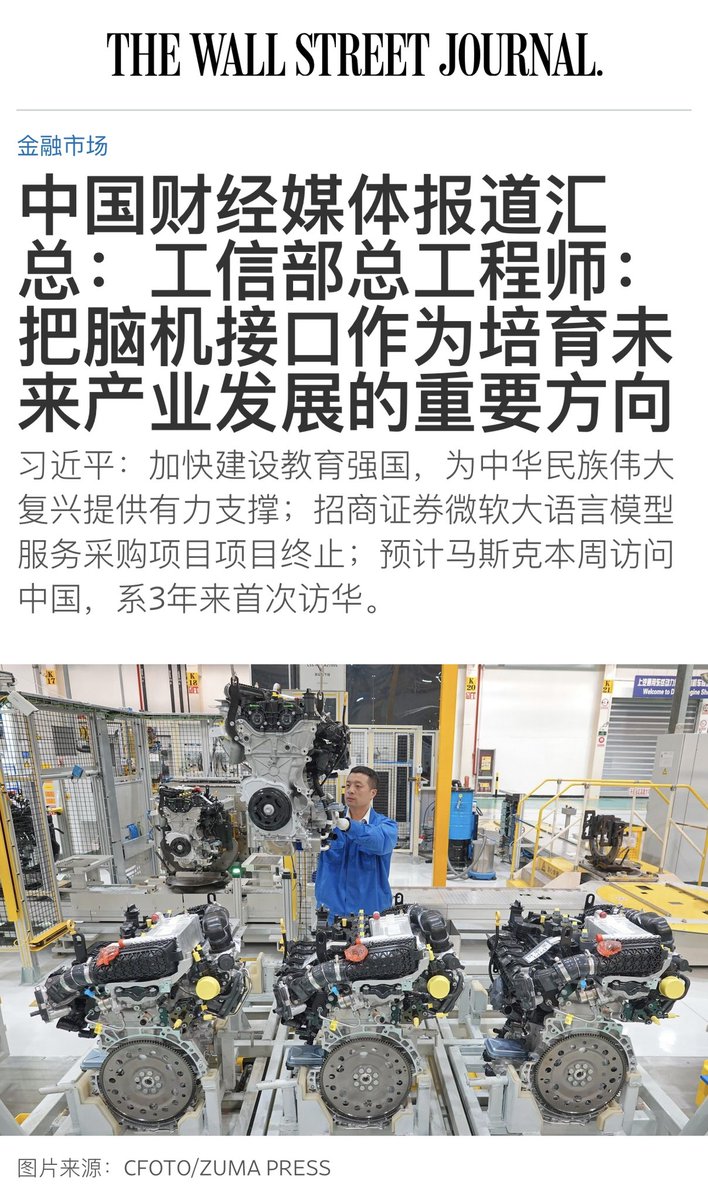 THE WALL STREET JOURNAL.
金融市场
中国财经媒体报道汇
总：工信部总工程师：
把脑机接口作为培育未
来产业发展的重要方向
习近平：加快建设教育强国，为中华民族伟大
复兴提供有力支撑；招商证券微软大语言模型
服务采购项目项目终止；预计马斯克本周访问
中国，系3年来首次访华。
K
17
K
18
K
20
K
21
Welcome to D
图片来源：CFOTO/ZUMA PRESS